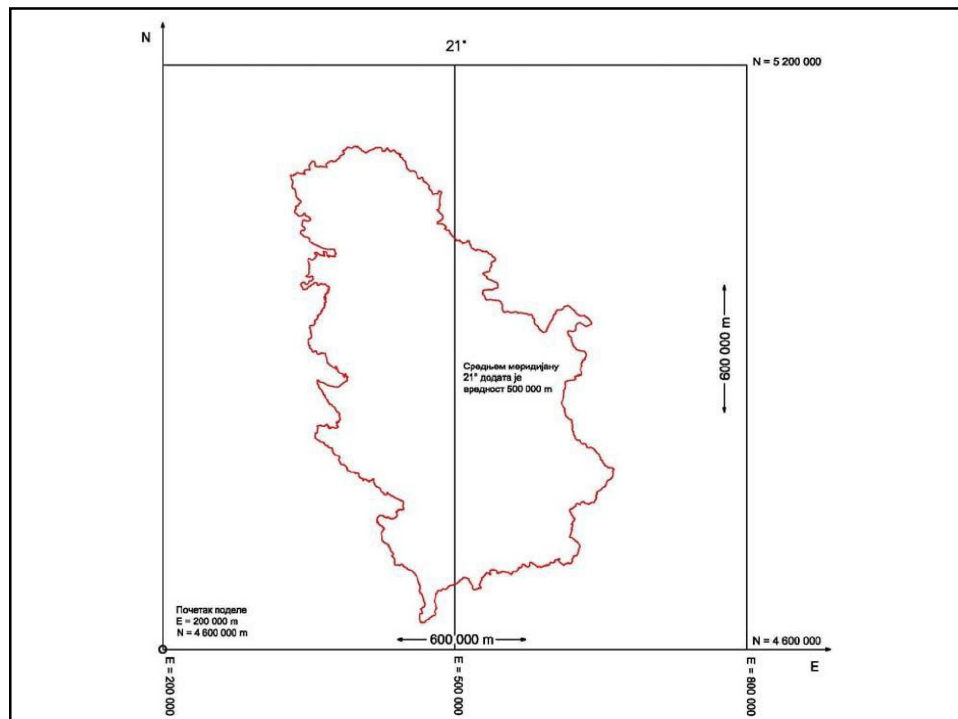 N
21°
N = 5 200 000
600 000 m
Средњем меридијану
21° додата је
вредност 500 000 m
Почетак поделе
E = 200 000 m
N = 4 600 000 m
600 000 m
N = 4 600 000
E
E = 200 000
E = 500 000
E = 800 000